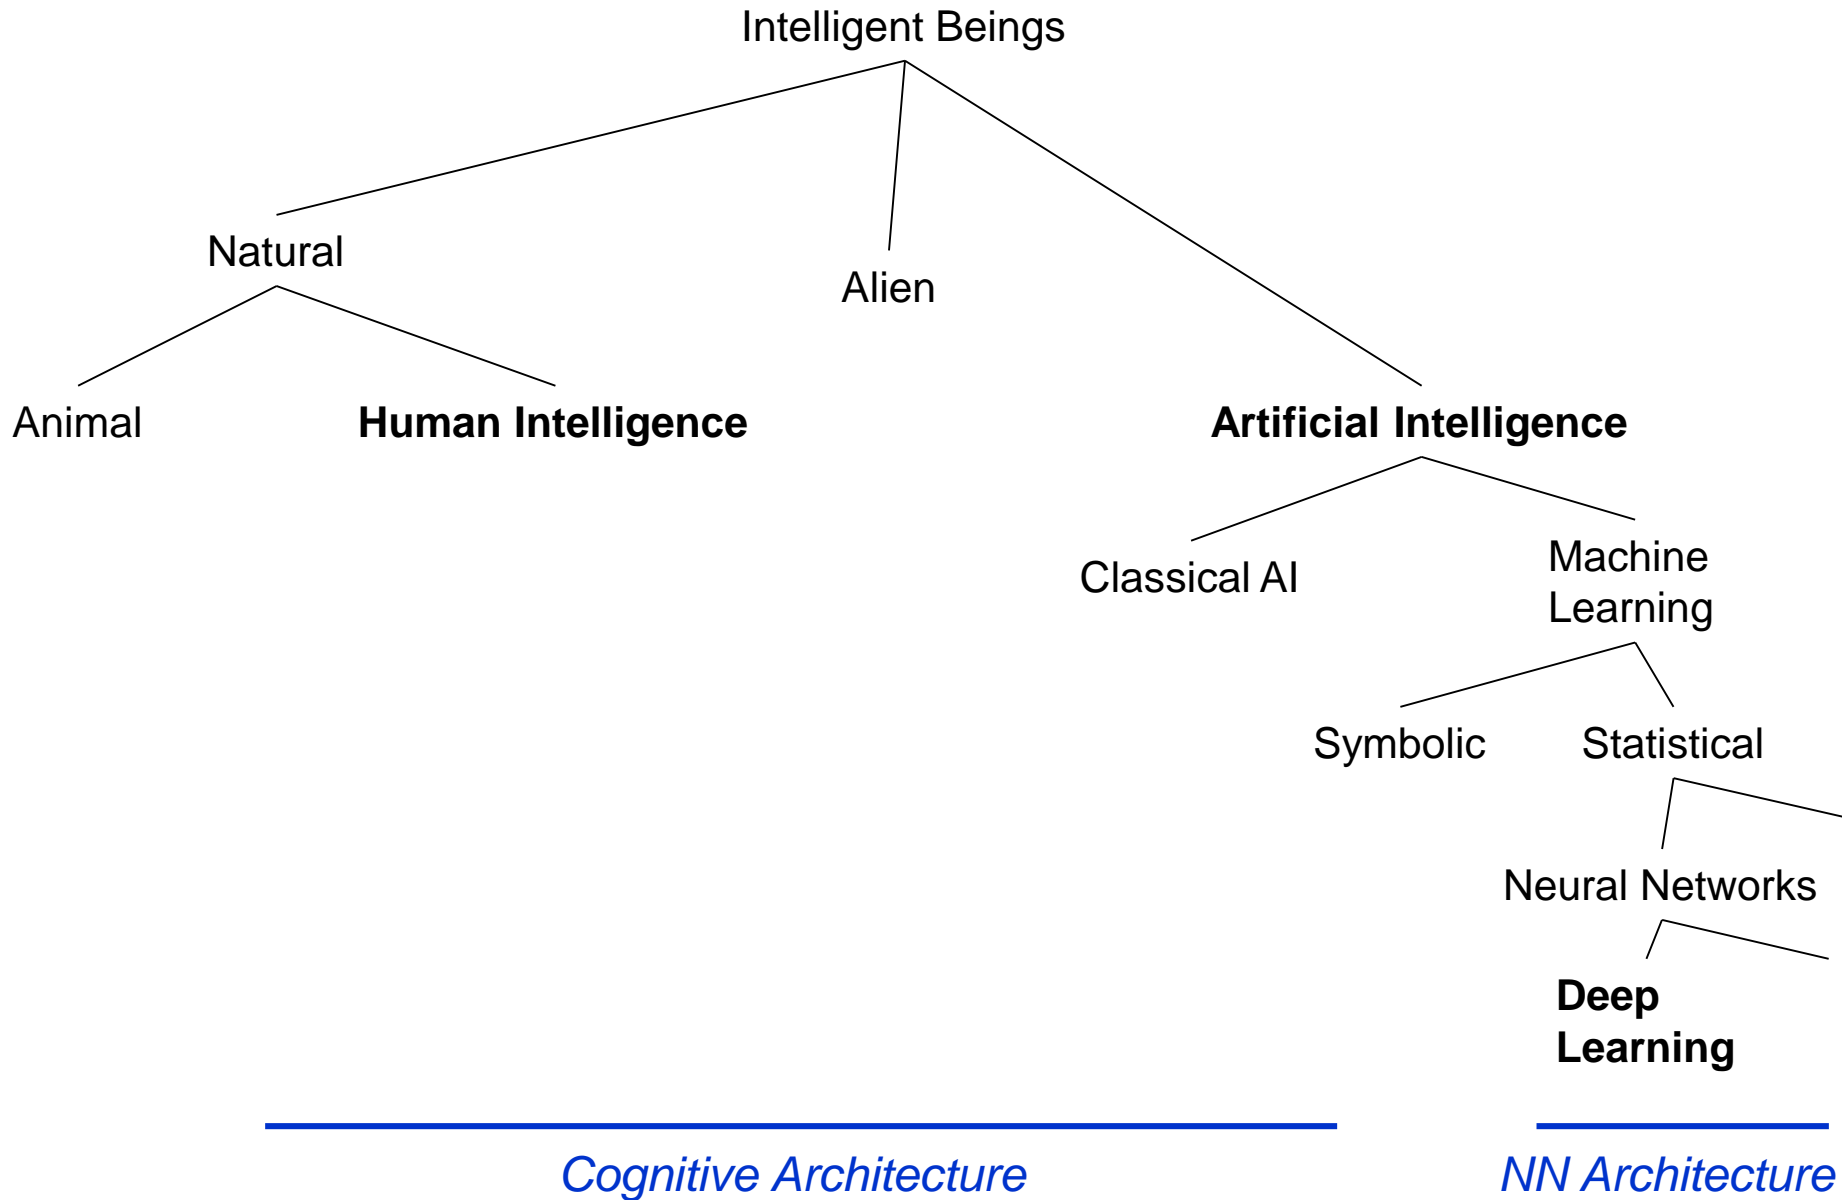 Intelligent Beings
Natural
Alien
Animal
Human Intelligence
Artificial Intelligence
Classical AI
Machine
Learning
Symbolic
Statistical
Neural Networks
Deep
Learning
Cognitive Architecture
NN Architecture